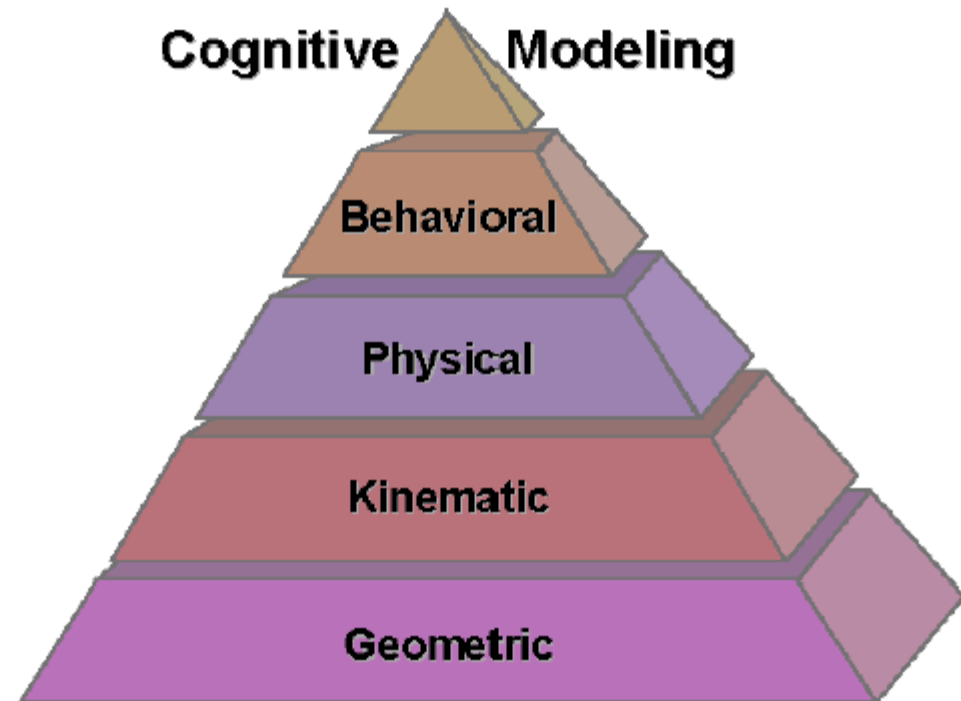 Cognitive Modeling
Behavioral
Physical
Kinematic
Geometric